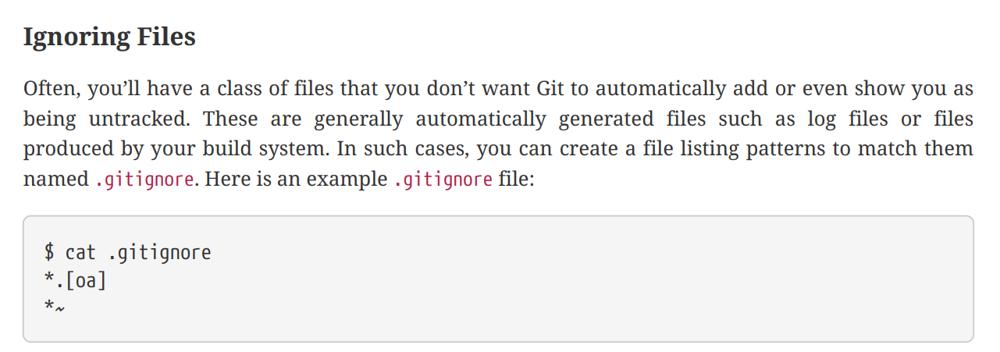 Ignoring Files
Often, you’ll have a class of files that you don’t want Git to automatically add or even show you as
being untracked. These are generally automatically generated files such as log files or files
produced by your build system. In such cases, you can create a file listing patterns to match them
named .gitignore. Here is an example .gitignore file:
$ cat .gitignore
*.[oa]
*~